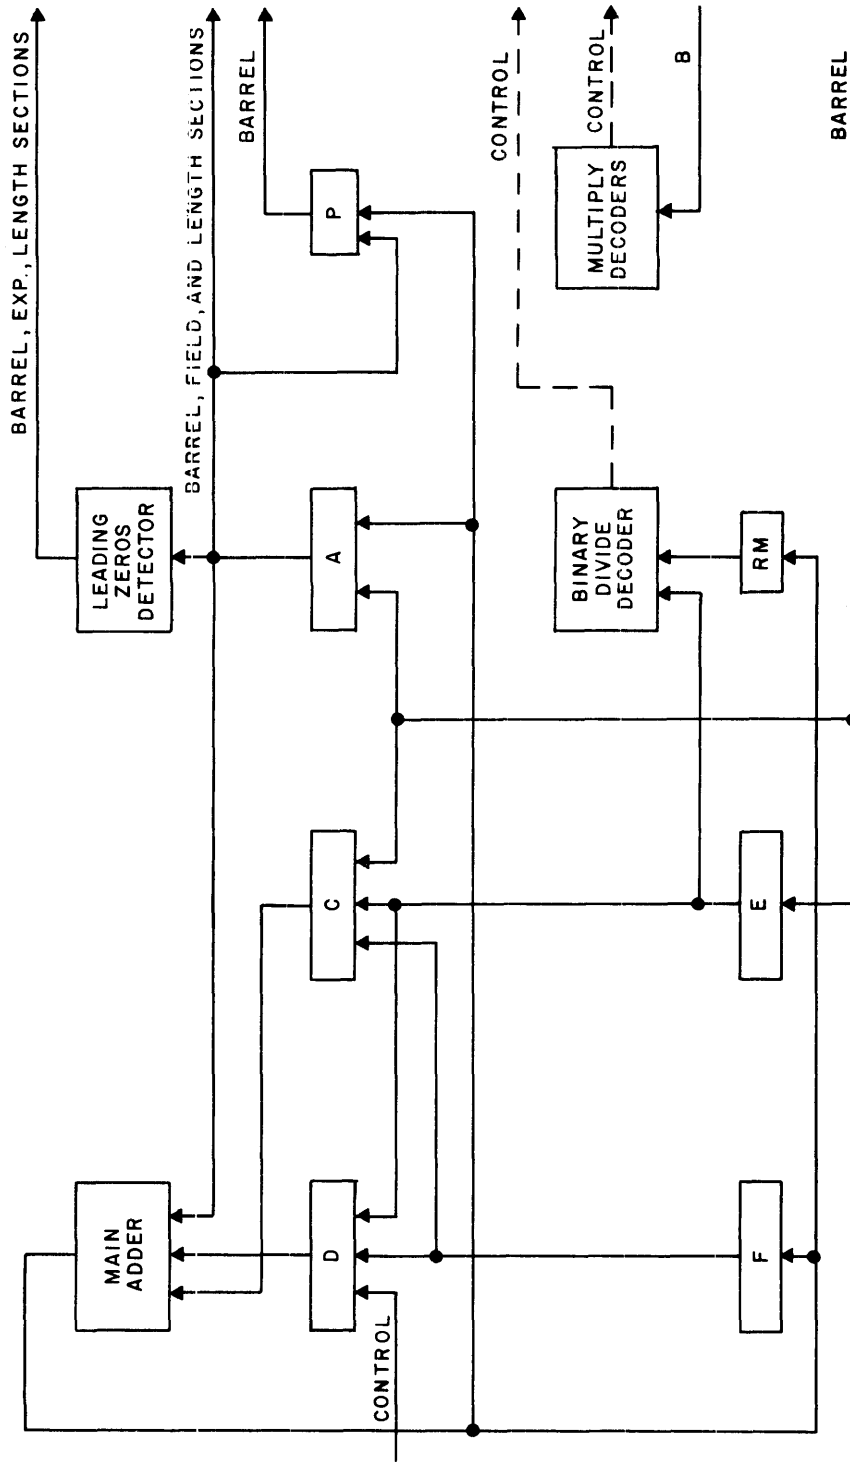 BARREL, EXP., LENGTH SECTIONS
BARREL, FIELD, AND LENGTH SECTIONS
BARREL
CONTROL
CONTROL
B
BARREL
P
MULTIPLY
DECODERS
LEADING
ZEROS
DETECTOR
A
BINARY
DIVIDE
DECODER
RM
C
E
MAIN
ADDER
D
F
CONTROL